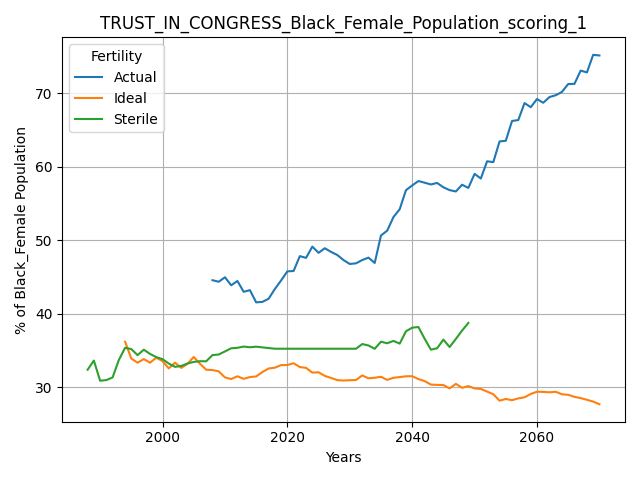 TRUST_IN_CONGRESS_Black_Female_Population_scoring_1
Fertility
Actual
Ideal
Sterile
% of Black_Female Population
70
60
50
40
30
2000
2020
2040
2060
Years